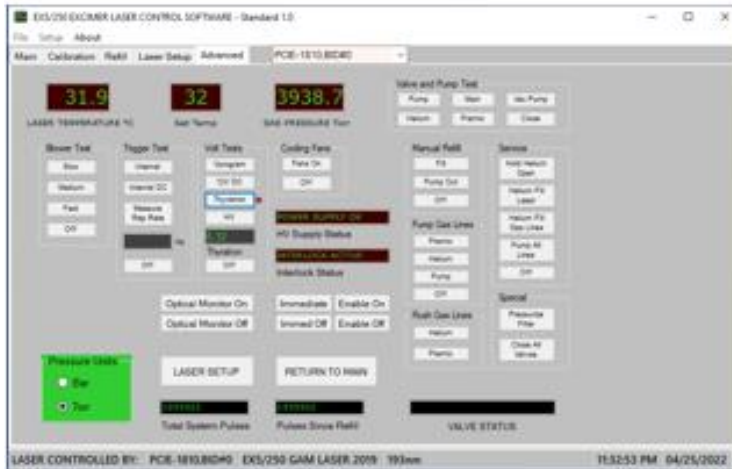 EX5/250 EXCIMER LASER CONTROL SOFTWARE - Standard 1.0
File Setup About
Main Calibration Refill Laser Setup Advanced PCIE-1810,BID#0
31.9 32 3938.7
LASER TEMPERATURE °C Set Temp GAS PRESSURE Torr
Valve and Pump Test
Pump Main Vac Pump
Helium Premix Close
Blower Test Trigger Test Volt Tests Cooling Fans Manual Refill Service
Slow Internal Fans On Fill Hold Helium Open
Medium Internal DC 12V DC Off Pump Out Helium Fill Laser
Fast Measure Rep Rate Thyratron Off Helium Fill Gas Lines
Off HV POWER SUPPLY ON Pump Gas Lines Pump All Lines
Thyratron HV Supply Status Premix Off
Off Off INTERLOCK ACTIVE Helium
Interlock Status Pump
Off Special
Optical Monitor On Immediate Enable On Flush Gas Lines Passivate Filter
Optical Monitor Off Immed Off Enable Off Helium Close All Valves
Premix
Pressure Units
Bar
Torr
LASER SETUP RETURN TO MAIN
Total System Pulses Pulses Since Refill VALVE STATUS
LASER CONTROLLED BY: PCIE-1810,BID#0 EX5/250 GAM LASER 2019 193nm 11:32:53 PM 04/25/2022